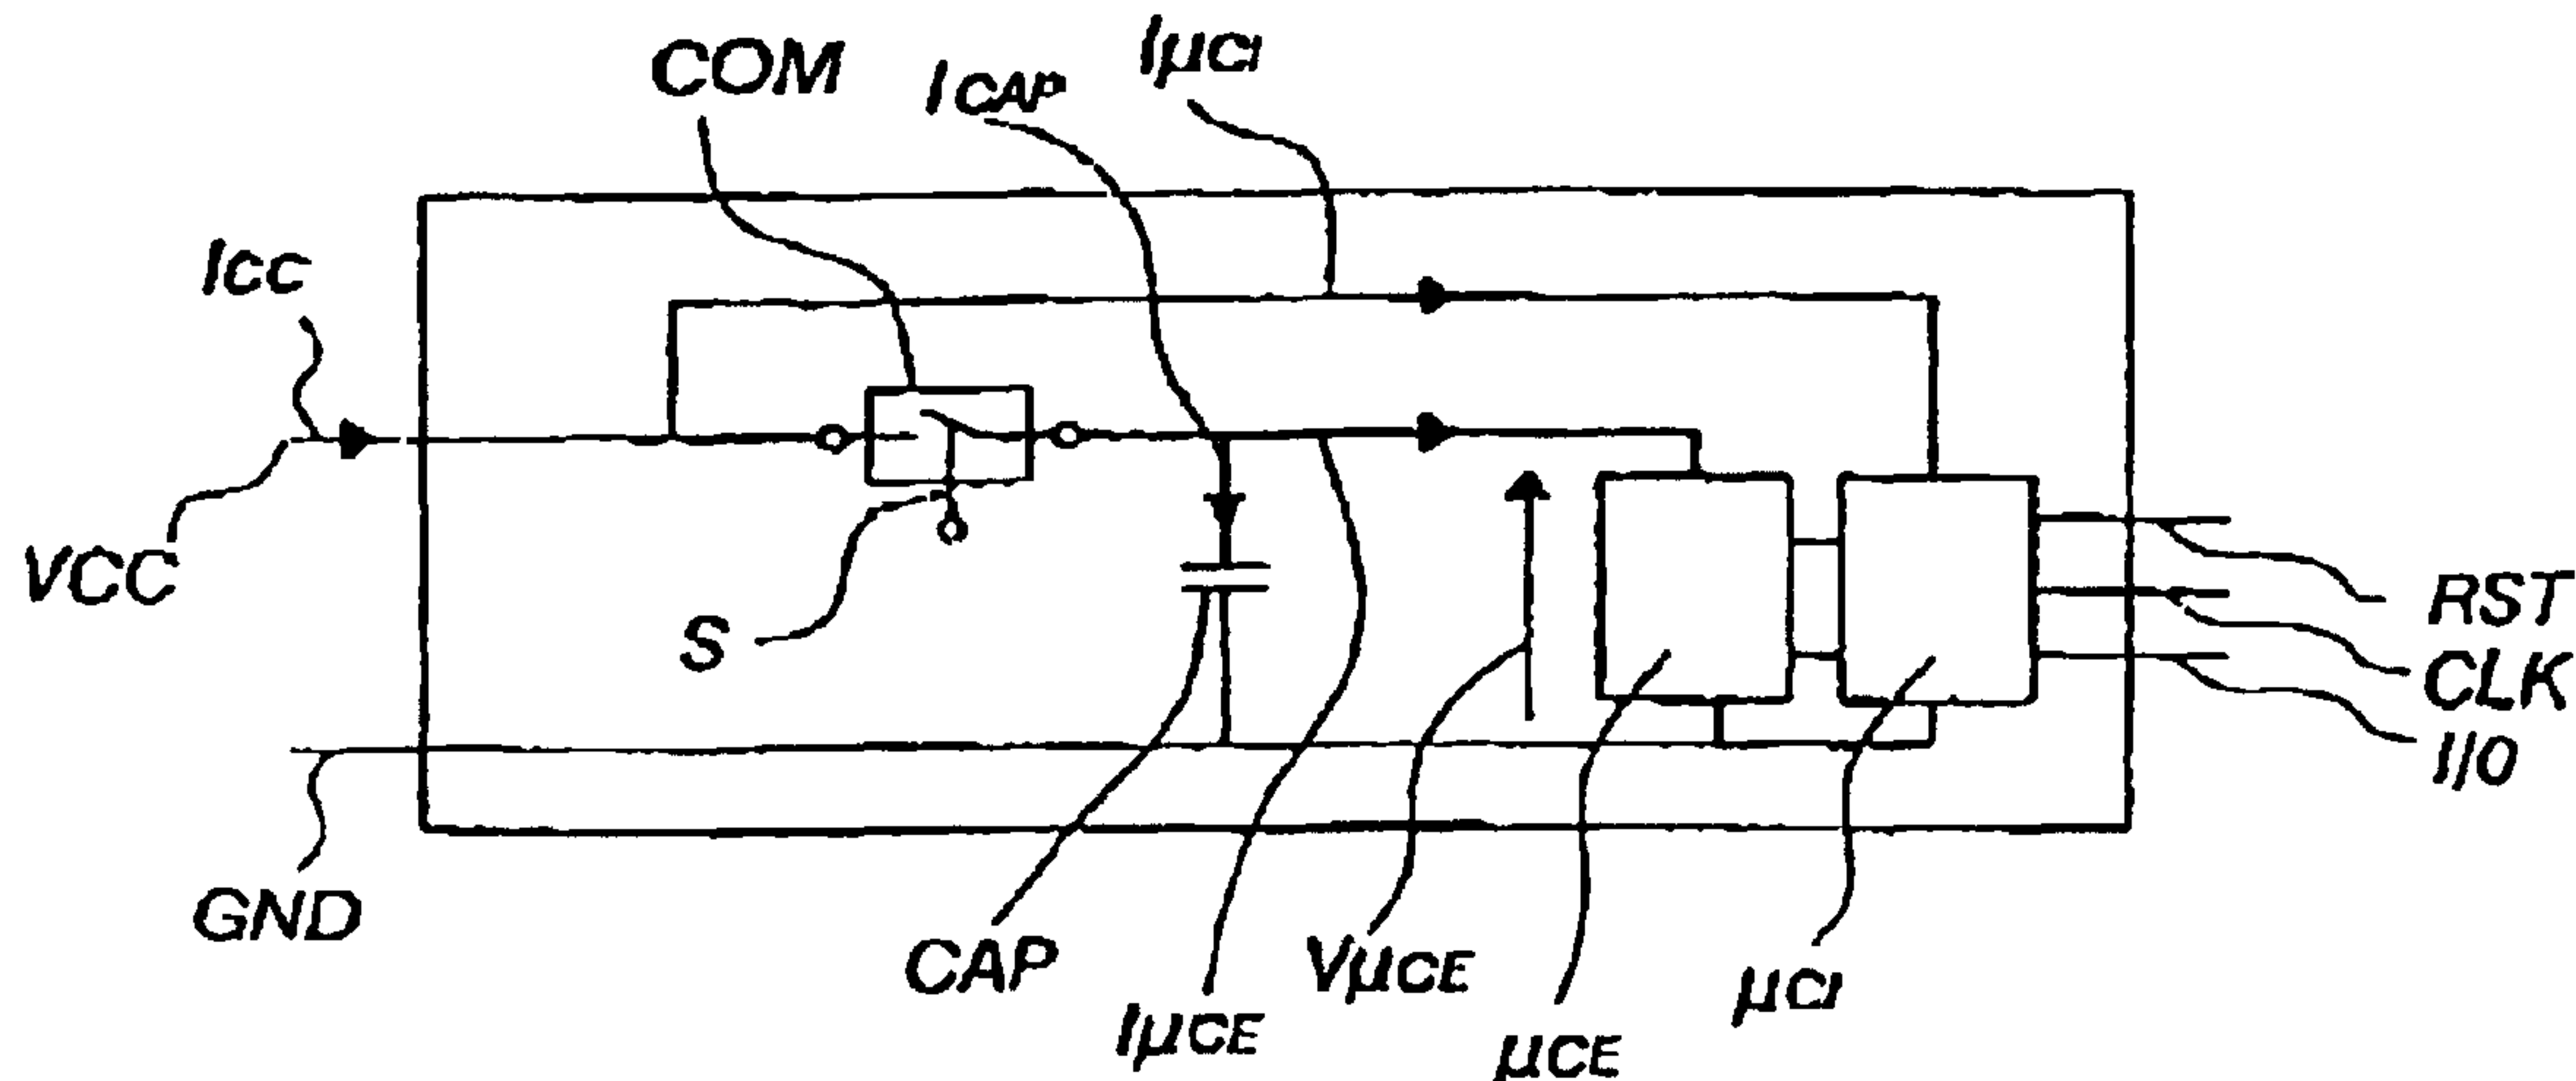 COM
ICAP
IµCI
ICC
VCC
S
RST
CLK
I/O
GND
CAP
IµCE
VµCE
µCE
µCI